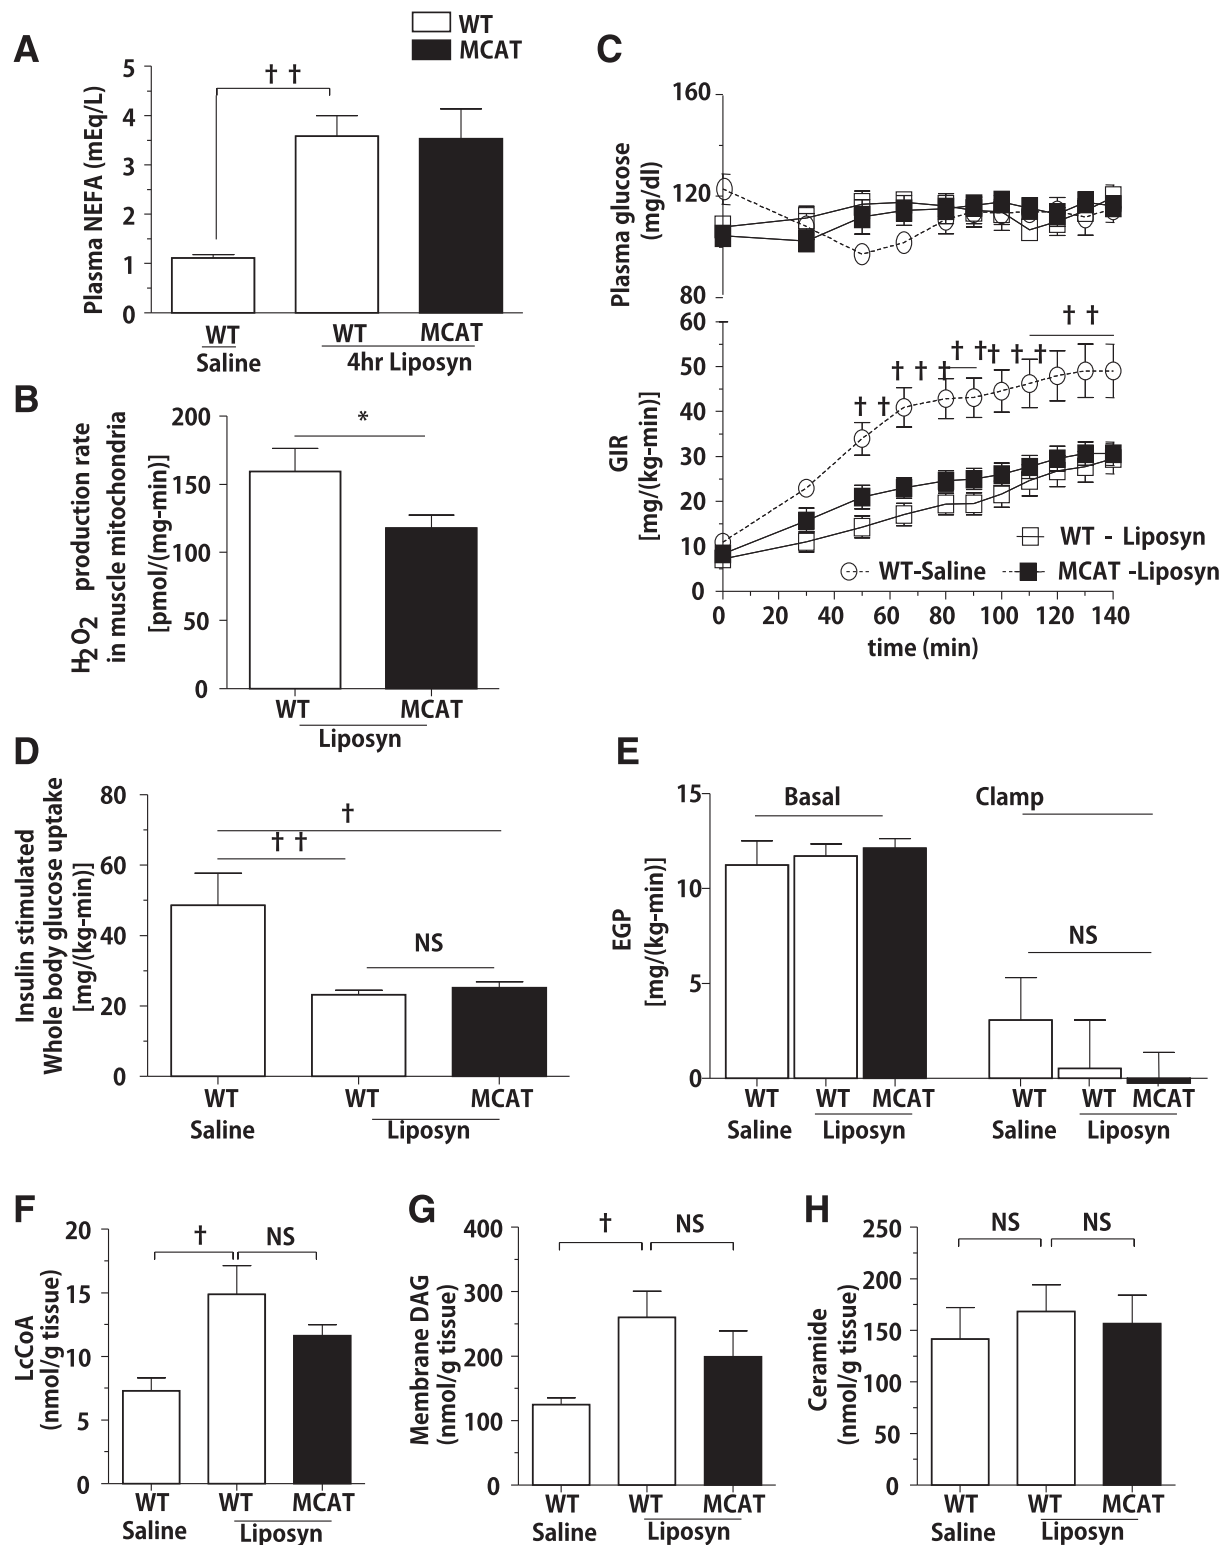 WT
MCAT
A
Plasma NEFA (mEq/L)
5
4
3
2
1
0
† †
WT
WT
MCAT
Saline
4hr Liposyn
B
H2O2 production rate
in muscle mitochondria
[pmol/(mg-min)]
200
150
100
50
0
*
WT
MCAT
Liposyn
C
Plasma glucose
(mg/dl)
160
120
80
GIR
[mg/(kg-min)]
60
50
40
30
20
10
0
† †
† † †
† †
† † †
† †
WT - Liposyn
WT-Saline
MCAT -Liposyn
0 20 40 60 80 100 120 140
time (min)
D
Insulin stimulated
Whole body glucose uptake
[mg/(kg-min)]
80
60
40
20
0
†
† †
NS
WT
WT
MCAT
Saline
Liposyn
E
EGP
[mg/(kg-min)]
15
10
5
0
Basal
Clamp
NS
WT
WT
MCAT
WT
WT
MCAT
Saline
Liposyn
Saline
Liposyn
F
LcCoA
(nmol/g tissue)
20
15
10
5
0
†
NS
WT
WT
MCAT
Saline
Liposyn
G
Membrane DAG
(nmol/g tissue)
400
300
200
100
0
†
NS
WT
WT
MCAT
Saline
Liposyn
H
Ceramide
(nmol/g tissue)
250
200
150
100
50
0
NS
NS
WT
WT
MCAT
Saline
Liposyn